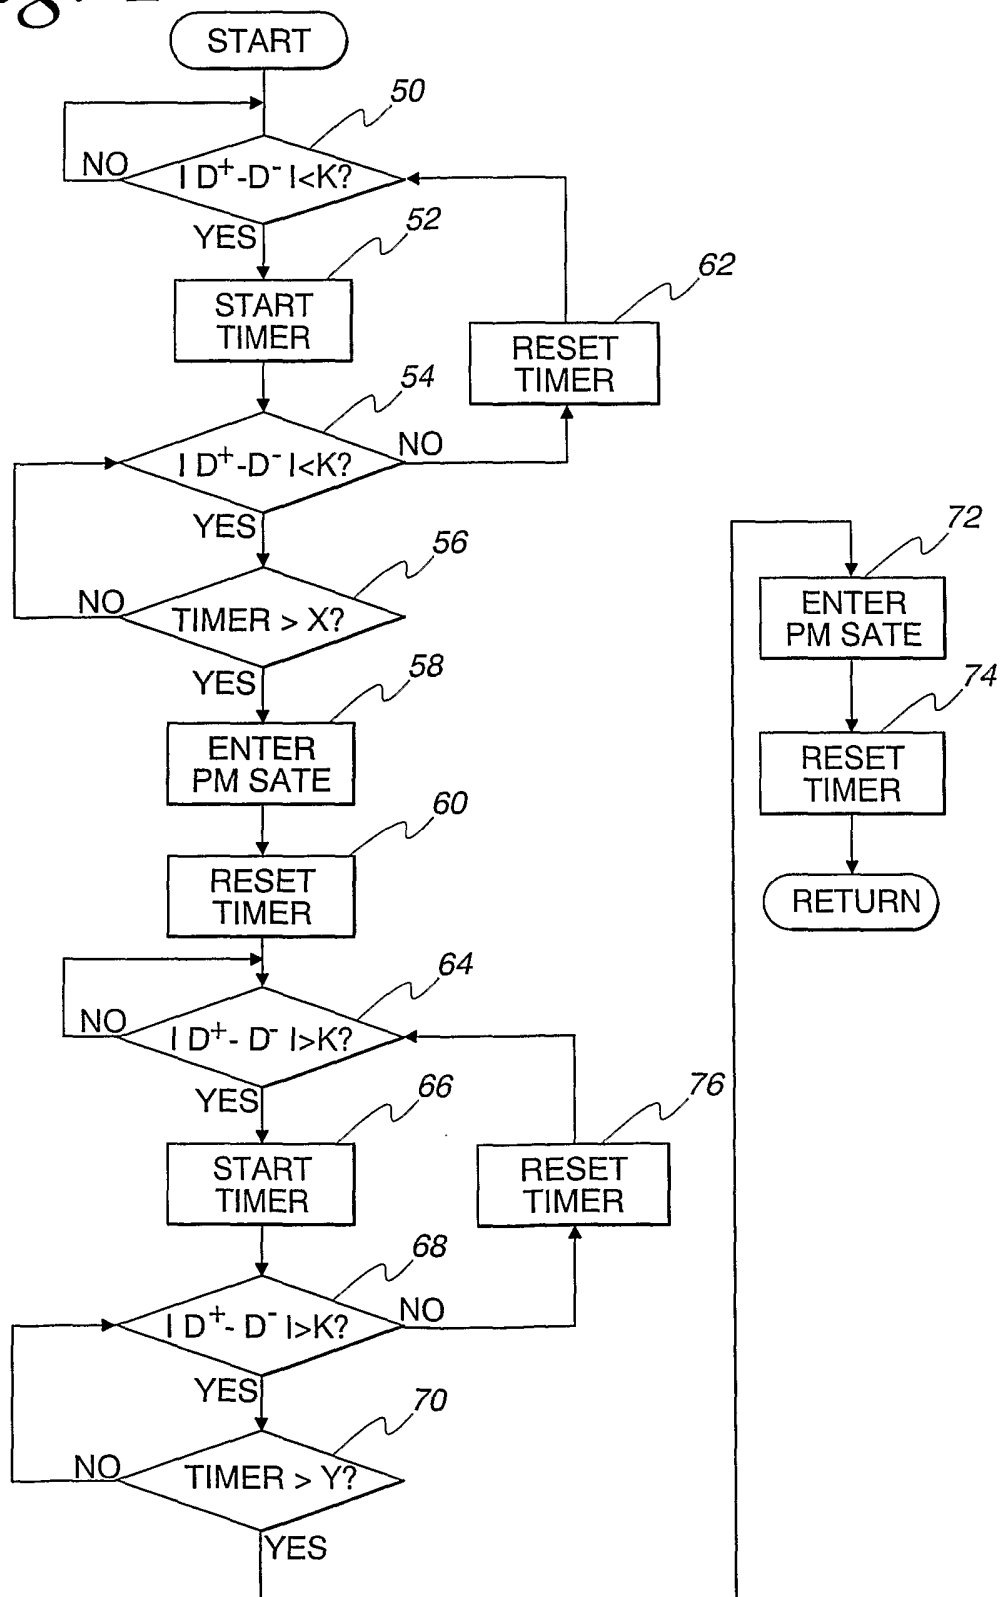 START
50
NO
| D+-D- |<K?
YES
52
START
TIMER
62
RESET
TIMER
54
| D+-D- |<K?
NO
YES
56
NO
TIMER > X?
YES
58
ENTER
PM SATE
60
RESET
TIMER
64
NO
| D+- D- |>K?
YES
66
START
TIMER
76
RESET
TIMER
68
| D+- D- |>K?
NO
YES
70
NO
TIMER > Y?
YES
72
ENTER
PM SATE
74
RESET
TIMER
RETURN